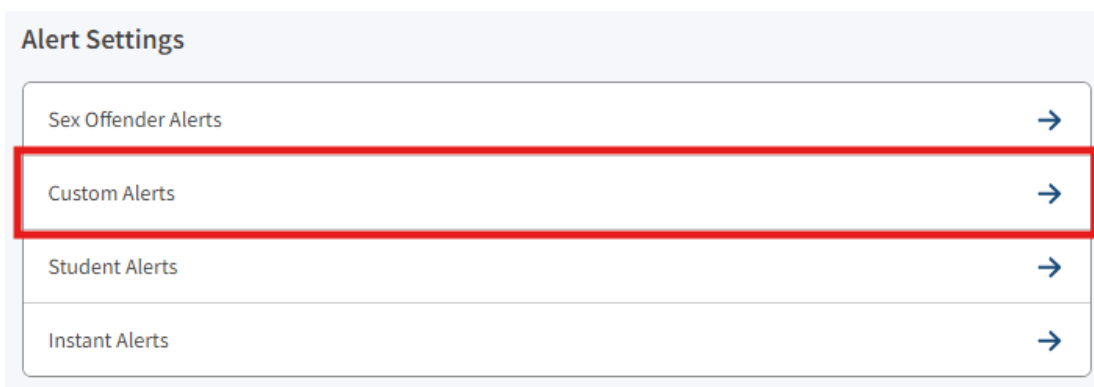 Alert Settings
Sex Offender Alerts
Custom Alerts
Student Alerts
Instant Alerts